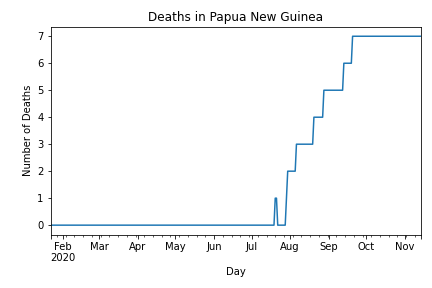 Deaths in Papua New Guinea
Number of Deaths
7
6
5
4
3
2
1
0
Feb Mar Apr May Jun Jul Aug Sep Oct Nov
2020
Day